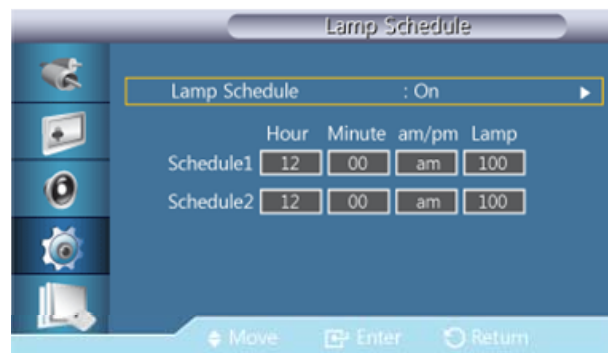 Lamp Schedule
Lamp Schedule : On
Hour Minute am/pm Lamp
Schedule1 12 00 am 100
Schedule2 12 00 am 100
Move Enter Return